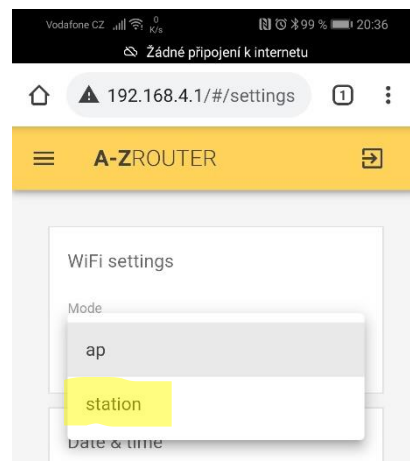 Vodafone CZ 0 K/s 99 % 20:36
Žádné připojení k internetu
192.168.4.1/#/settings 1
A-ZROUTER
WiFi settings
Mode
ap
station
Date & time